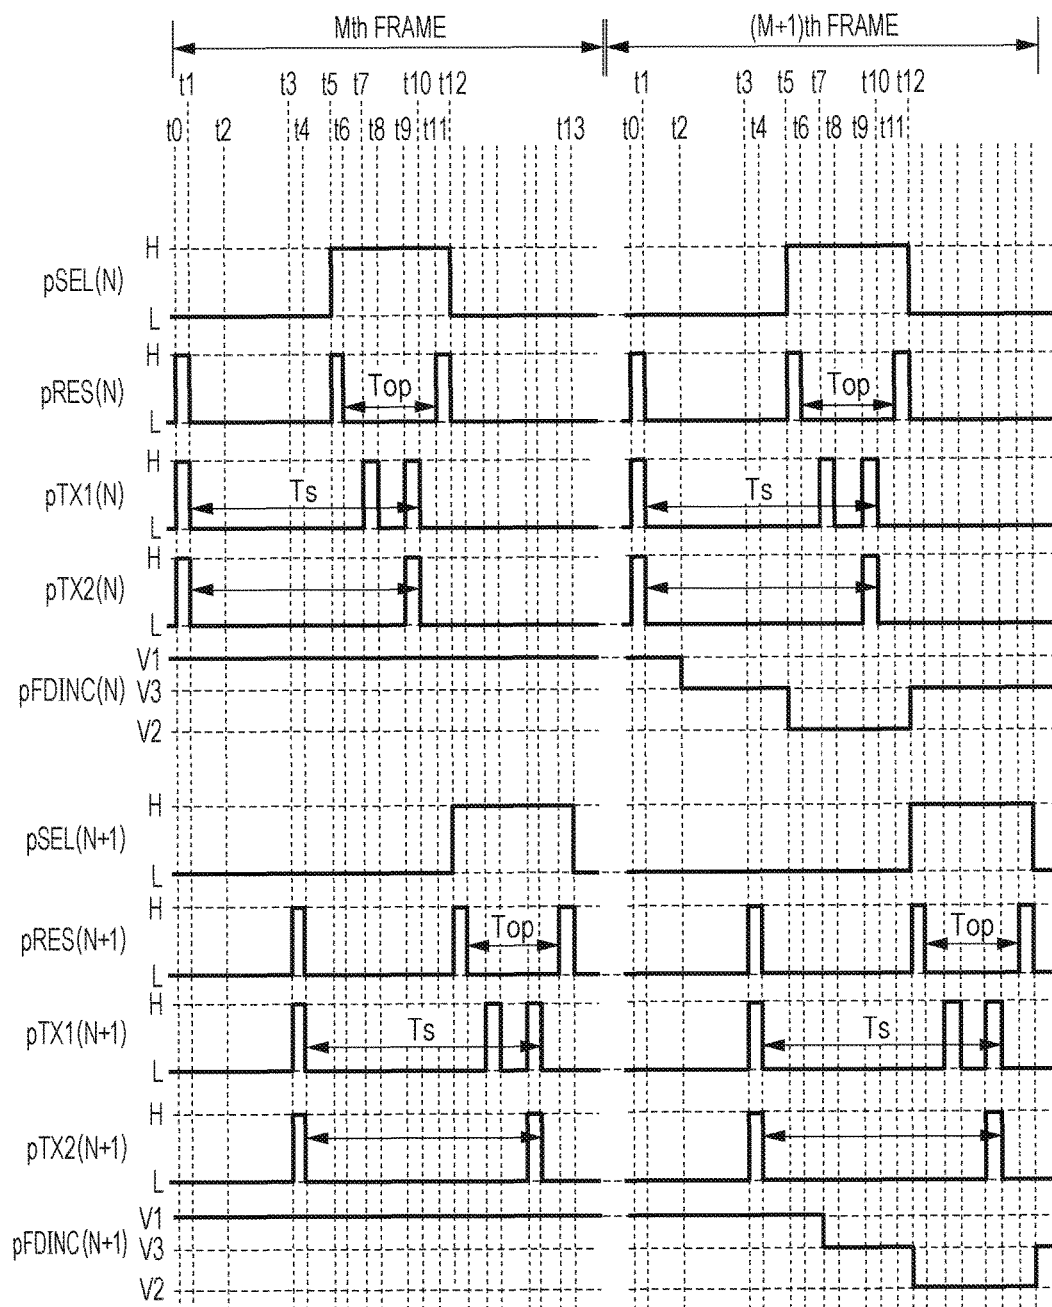 Mth FRAME (M+1)th FRAME
t1 t3 t5 t7 t10 t12 t1 t3 t5 t7 t10 t12
t0 t2 t4 t6 t8 t9 t11 t13 t0 t2 t4 t6 t8 t9 t11
H
pSEL(N)
L
H
pRES(N) Top Top
L
H
pTX1(N) Ts Ts
L
H
pTX2(N)
L
V1
pFDINC(N) V3
V2
H
pSEL(N+1)
L
H
pRES(N+1) Top Top
L
H
pTX1(N+1) Ts Ts
L
H
pTX2(N+1)
L
V1
pFDINC(N+1) V3
V2